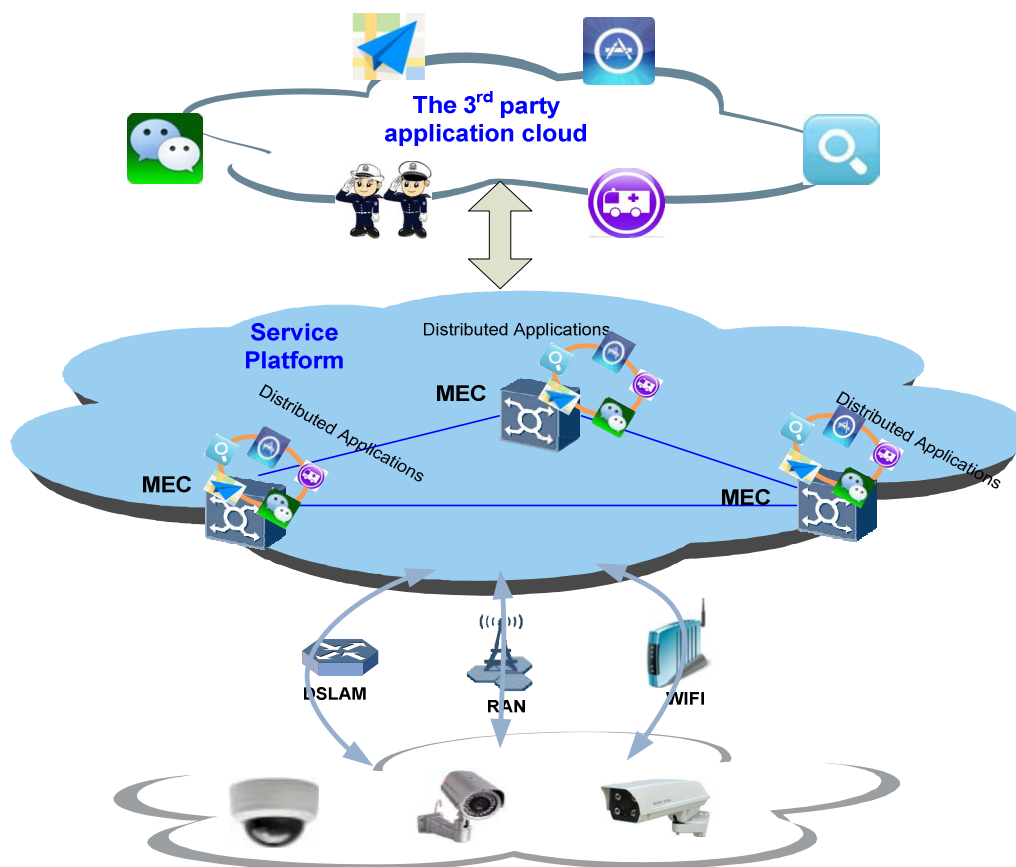 The 3rd party
application cloud
Service
Platform
Distributed Applications
MEC
Distributed Applications
MEC
Distributed Applications
MEC
DSLAM
RAN
WIFI